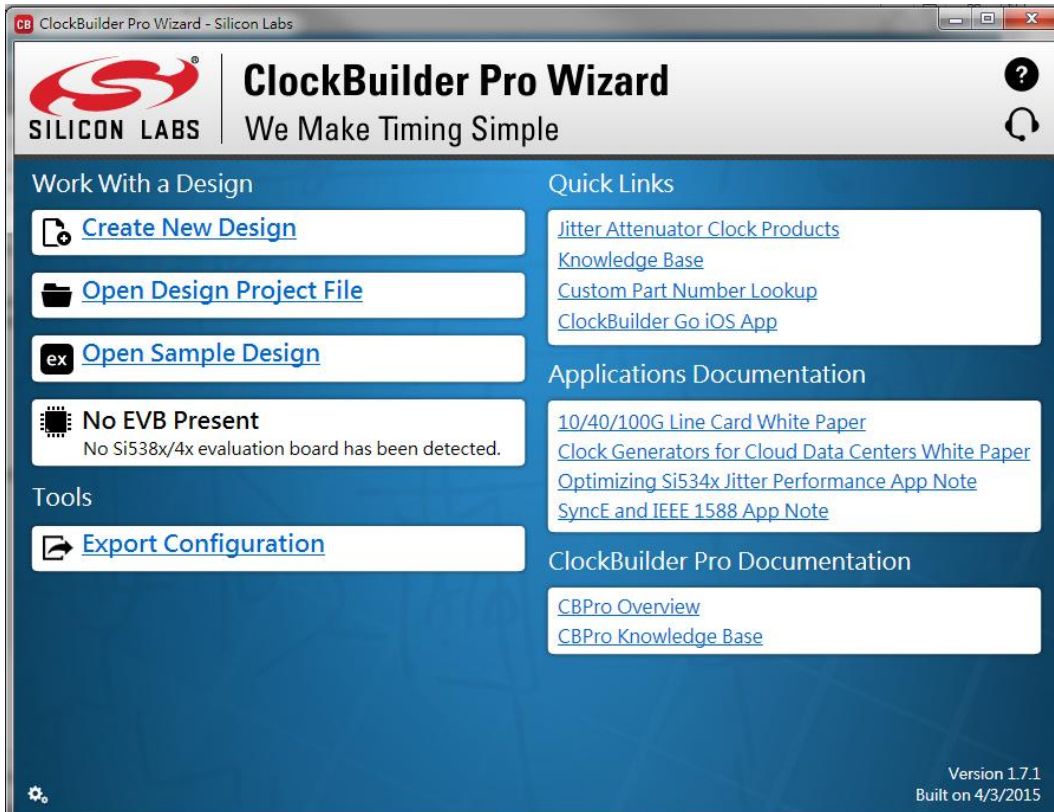 CB ClockBuilder Pro Wizard - Silicon Labs
SILICON LABS
ClockBuilder Pro Wizard
We Make Timing Simple
?
Work With a Design
Create New Design
Open Design Project File
ex Open Sample Design
No EVB Present
No Si538x/4x evaluation board has been detected.
Tools
Export Configuration
Quick Links
Jitter Attenuator Clock Products
Knowledge Base
Custom Part Number Lookup
ClockBuilder Go iOS App
Applications Documentation
10/40/100G Line Card White Paper
Clock Generators for Cloud Data Centers White Paper
Optimizing Si534x Jitter Performance App Note
SyncE and IEEE 1588 App Note
ClockBuilder Pro Documentation
CBPro Overview
CBPro Knowledge Base
Version 1.7.1
Built on 4/3/2015